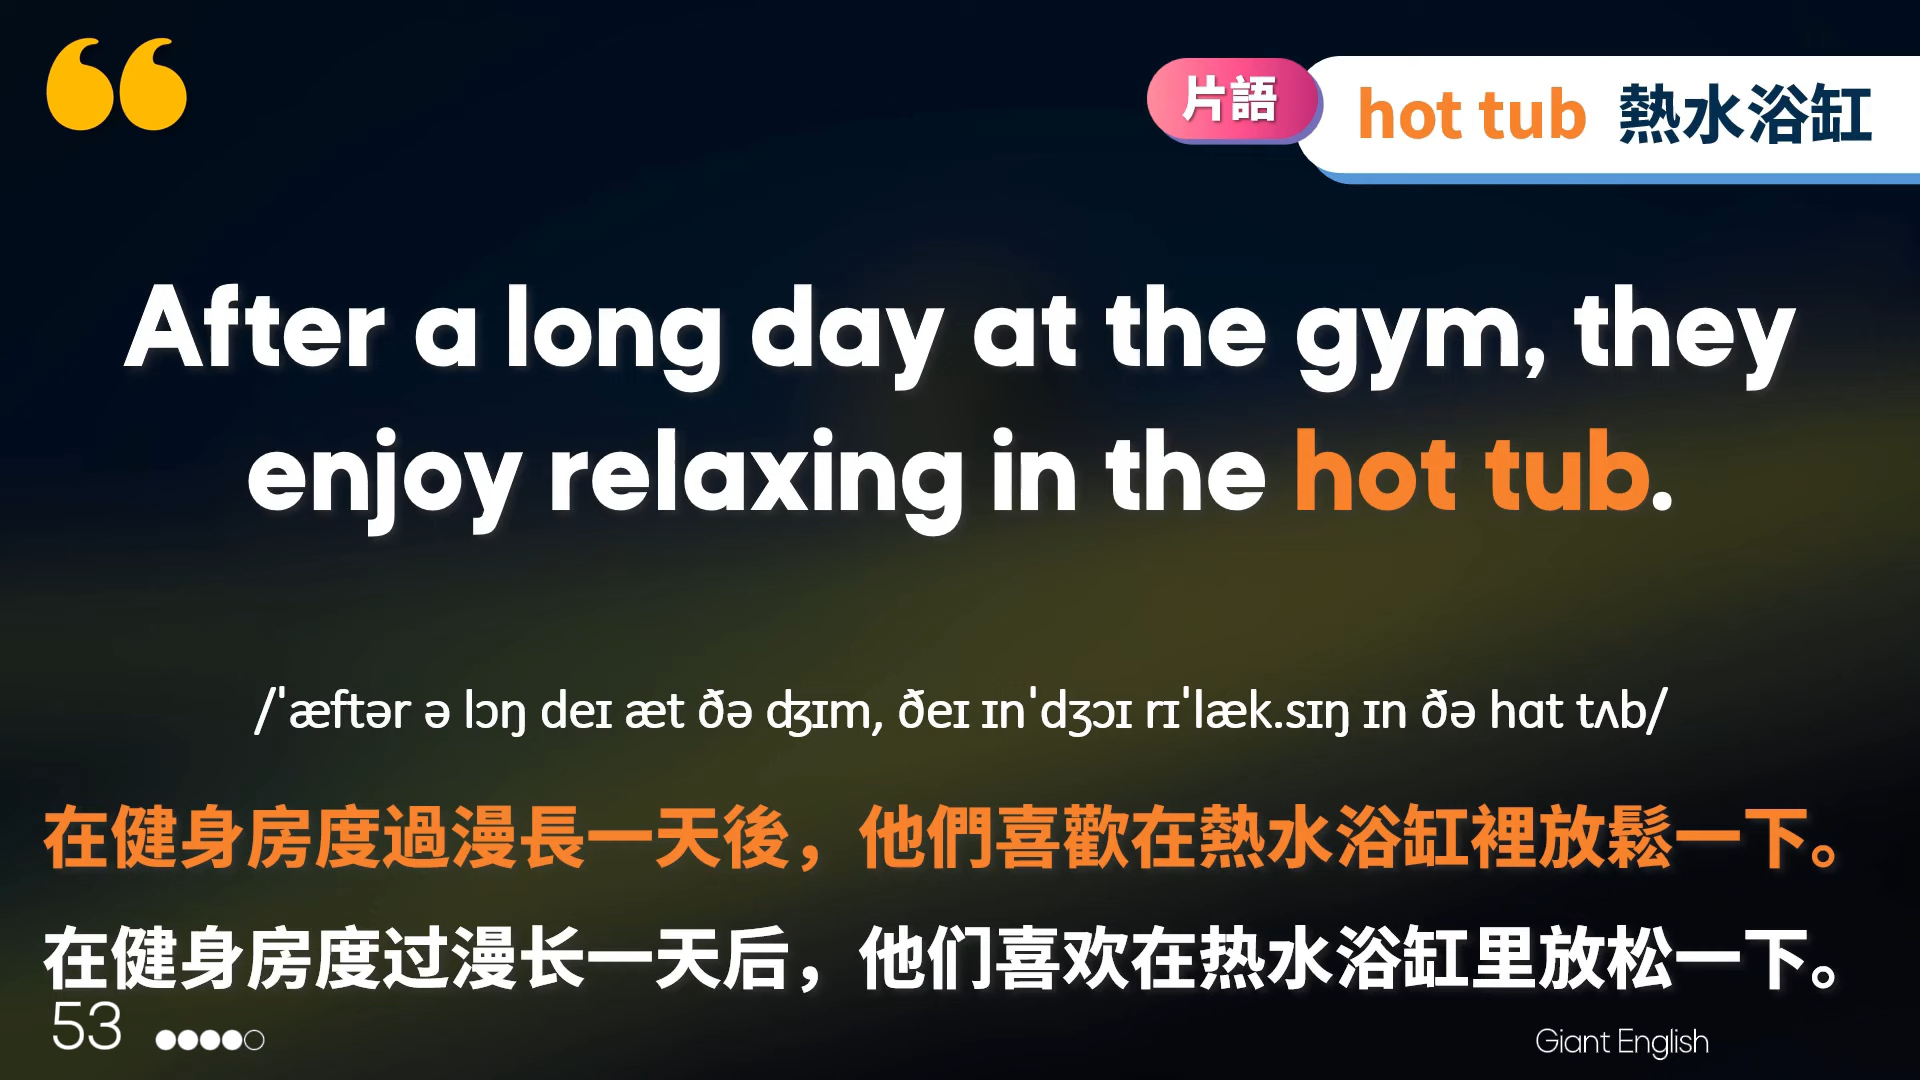 片語 hot tub 熱水浴缸
After a long day at the gym, they
enjoy relaxing in the hot tub.
/ˈæftər ə lɔŋ deɪ æt ðə ʤɪm, ðeɪ ɪnˈdʒɔɪ rɪˈlæk.sɪŋ ɪn ðə hɑt tʌb/
在健身房度過漫長一天後，他們喜歡在熱水浴缸裡放鬆一下。
在健身房度过漫长一天后，他们喜欢在热水浴缸里放松一下。
53
Giant English